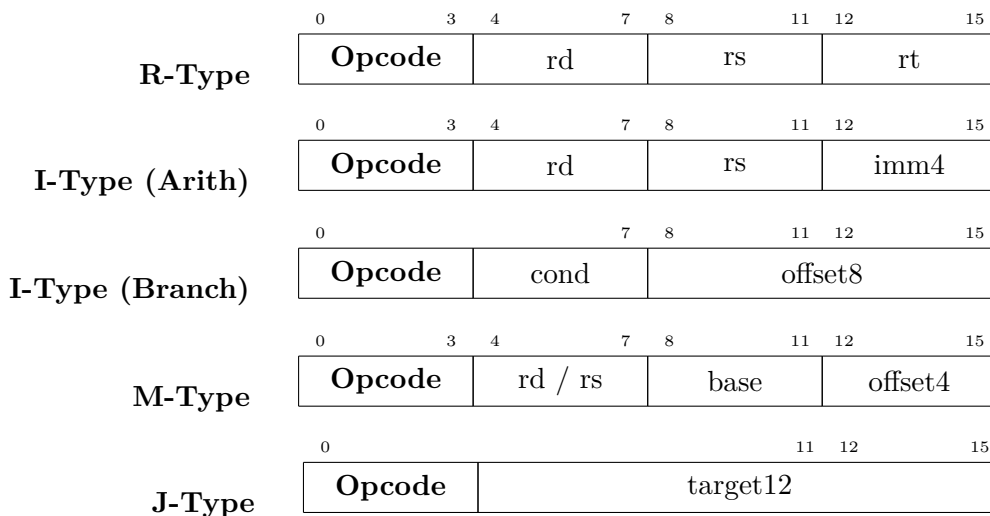 0 3 4 7 8 11 12 15
R-Type Opcode rd rs rt
0 3 4 7 8 11 12 15
I-Type (Arith) Opcode rd rs imm4
0 7 8 11 12 15
I-Type (Branch) Opcode cond offset8
0 3 4 7 8 11 12 15
M-Type Opcode rd / rs base offset4
0 11 12 15
J-Type Opcode target12